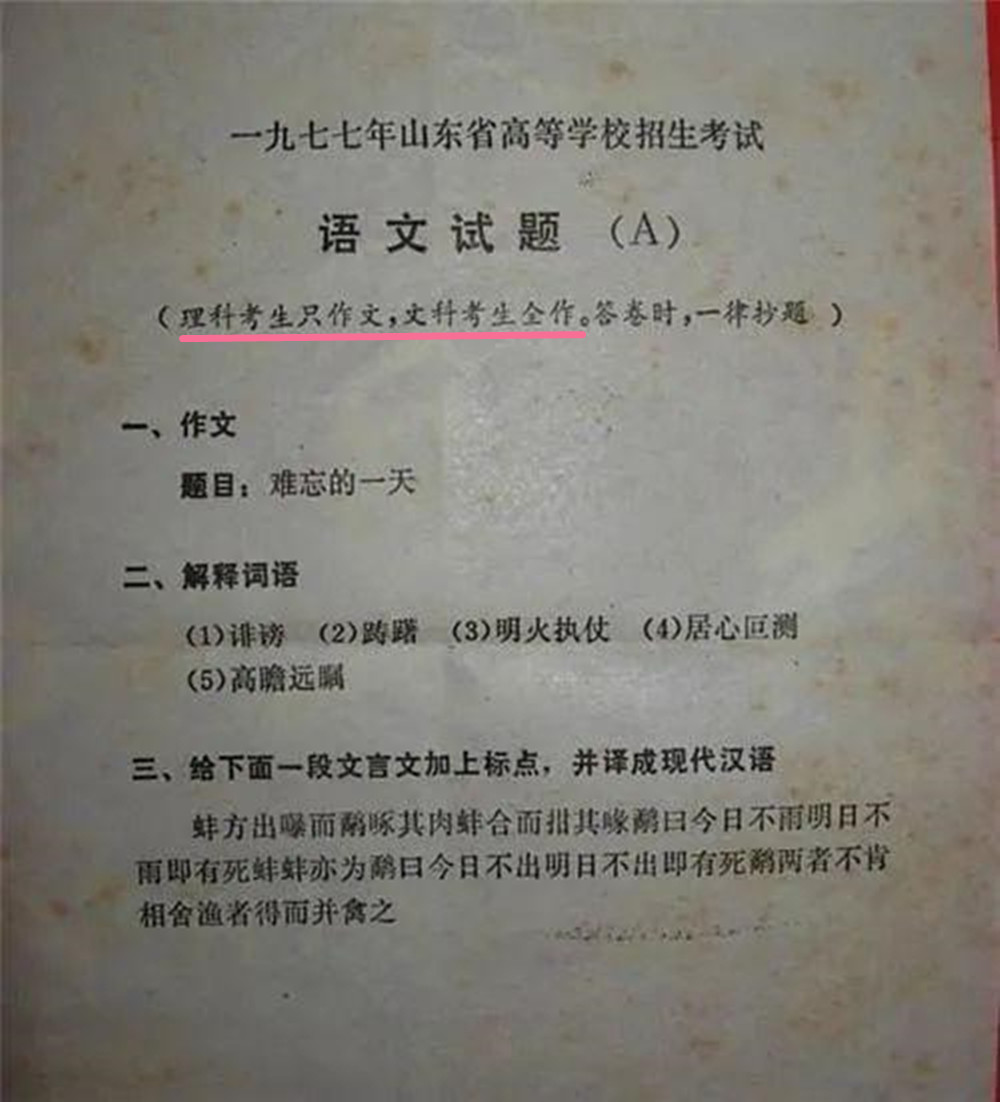 一九七七年山东省高等学校招生考试
语文试题 (A)
(理科考生只作文,文科考生全作。答卷时,一律抄题 )
一、作文
题目：难忘的一天
二、解释词语
(1)诽谤 (2)踌躇 (3)明火执仗 (4)居心叵测
(5)高瞻远瞩
三、给下面一段文言文加上标点，并译成现代汉语
蚌方出曝而鹬啄其肉蚌合而拑其喙鹬曰今日不雨明日不
雨即有死蚌蚌亦为鹬曰今日不出明日不出即有死鹬两者不肯
相舍渔者得而并禽之